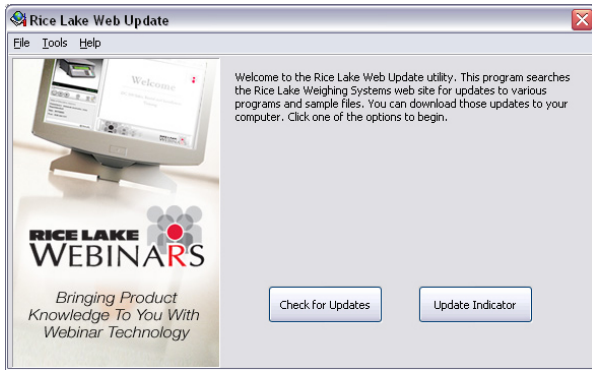 Rice Lake Web Update
File Tools Help
Welcome
Welcome to the Rice Lake Web Update utility. This program searches
the Rice Lake Weighing Systems web site for updates to various
programs and sample files. You can download those updates to your
computer. Click one of the options to begin.
RICE LAKE
WEBINARS
Bringing Product
Knowledge To You With
Webinar Technology
Check for Updates
Update Indicator